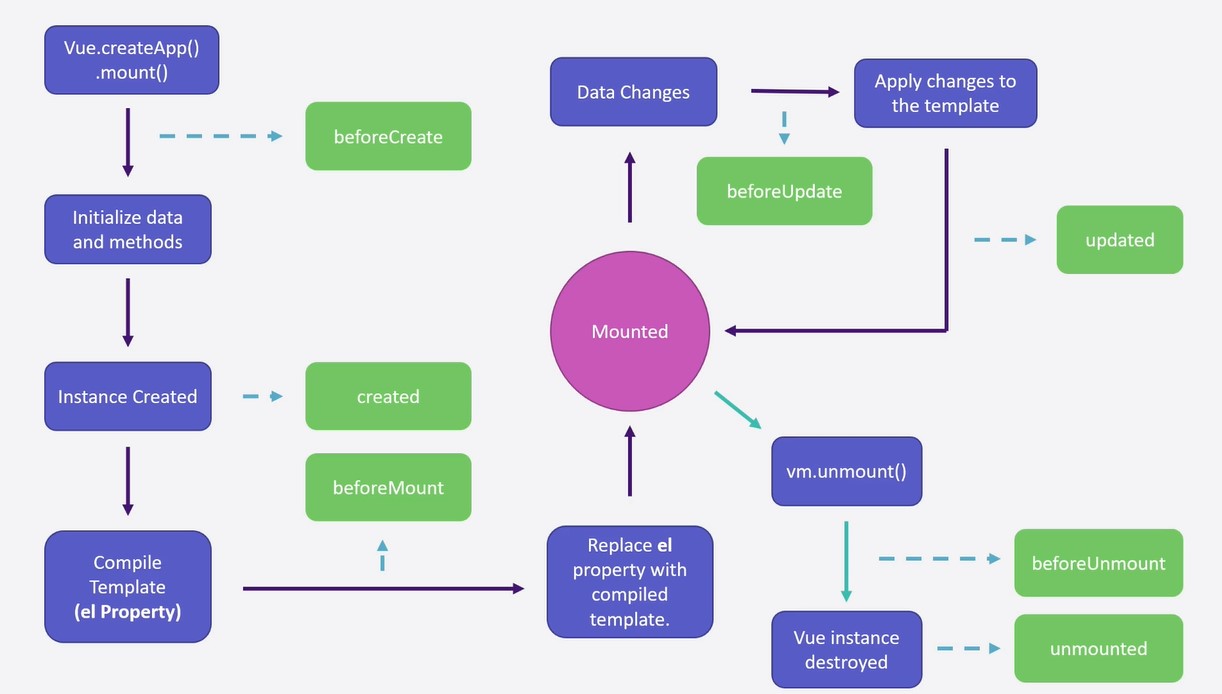 Vue.createApp()
.mount()
beforeCreate
Initialize data
and methods
Instance Created
created
beforeMount
Compile
Template
(el Property)
Replace el
property with
compiled
template.
Mounted
Data Changes
beforeUpdate
Apply changes to
the template
updated
vm.unmount()
beforeUnmount
Vue instance
destroyed
unmounted